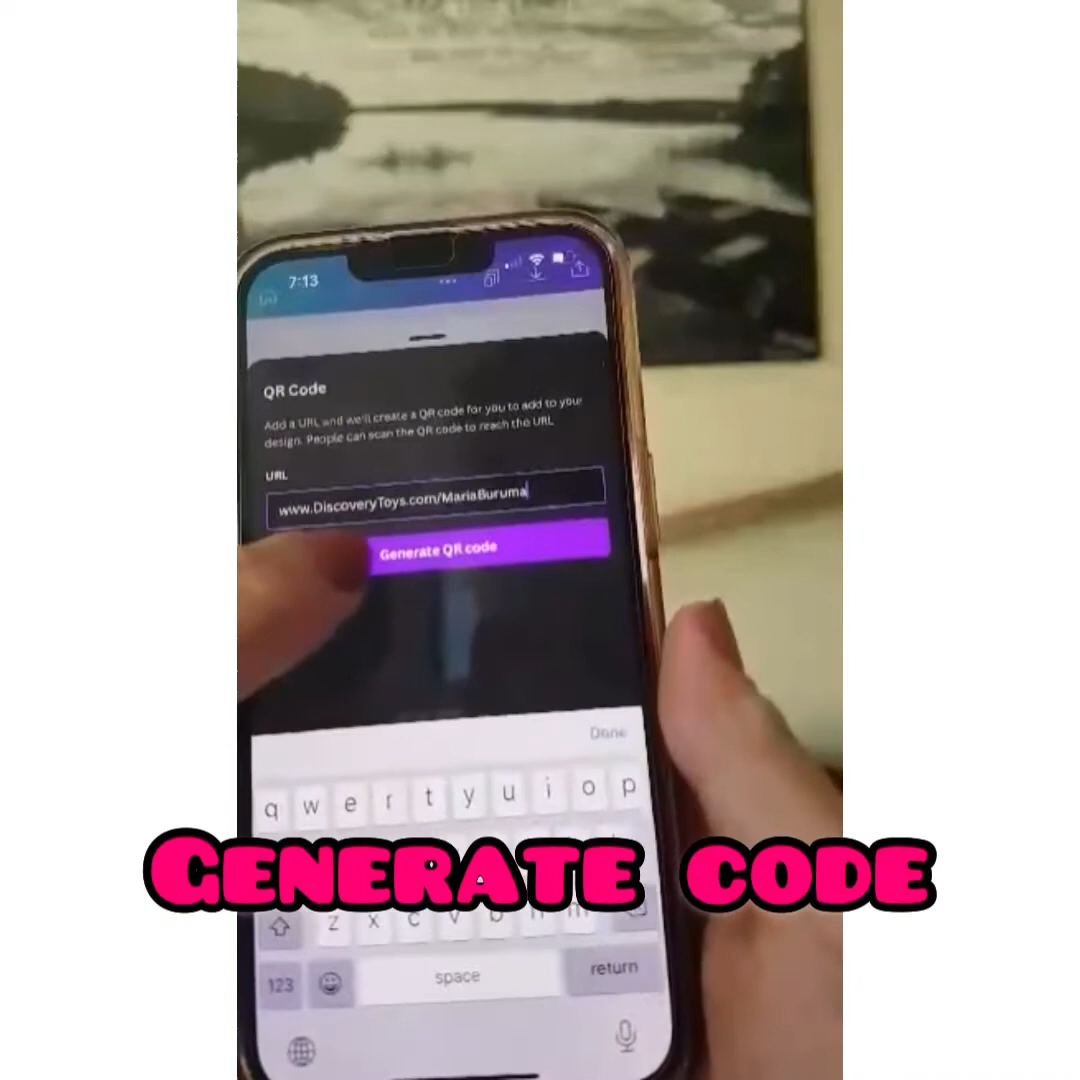 7:13
QR Code
Add a URL and we'll create a QR code for you to add to your
design. People can scan the QR code to reach the URL
URL
www.DiscoveryToys.com/MariaBuruma
Generate QR code
Done
q w e r t y u i o p
GENERATE CODE
z x c v b n m
123 space return